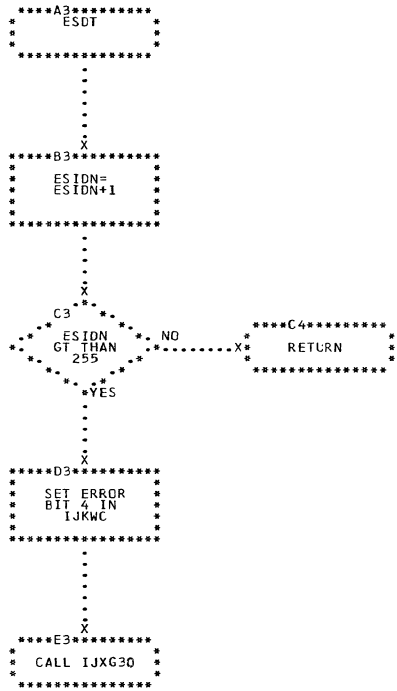 A3
ESDT
B3
ESIDN=
ESIDN+1
C3
ESIDN
GT THAN
255
NO
C4
RETURN
YES
D3
SET ERROR
BIT 4 IN
IJKWC
E3
CALL IJXG30